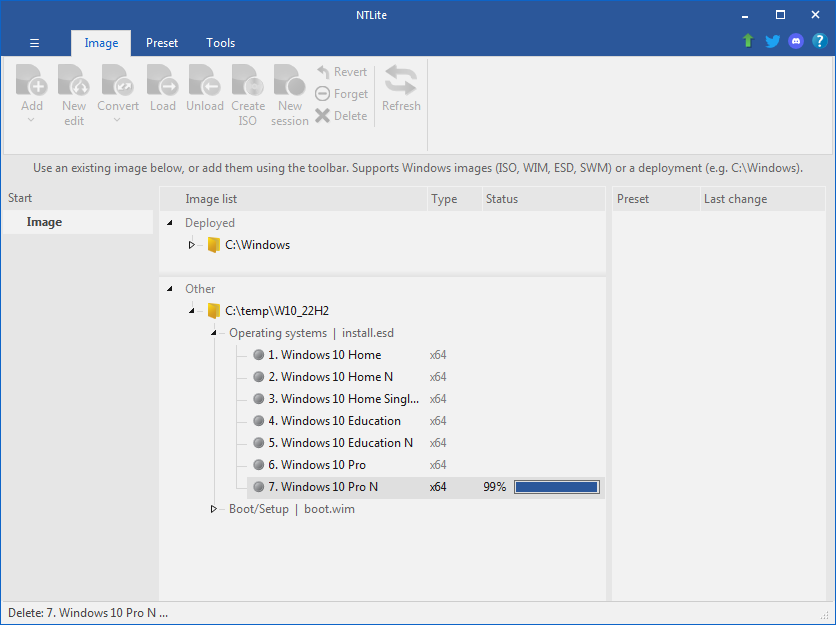 NTLite
☰ Image Preset Tools
Add New edit Convert Load Unload Create ISO New session Revert Forget Delete Refresh
Use an existing image below, or add them using the toolbar. Supports Windows images (ISO, WIM, ESD, SWM) or a deployment (e.g. C:\Windows).
Start
Image
Image list Type Status
Deployed
C:\Windows
Other
C:\temp\W10_22H2
Operating systems | install.esd
1. Windows 10 Home x64
2. Windows 10 Home N x64
3. Windows 10 Home Singl... x64
4. Windows 10 Education x64
5. Windows 10 Education N x64
6. Windows 10 Pro x64
7. Windows 10 Pro N x64 99%
Boot/Setup | boot.wim
Preset Last change
Delete: 7. Windows 10 Pro N ...